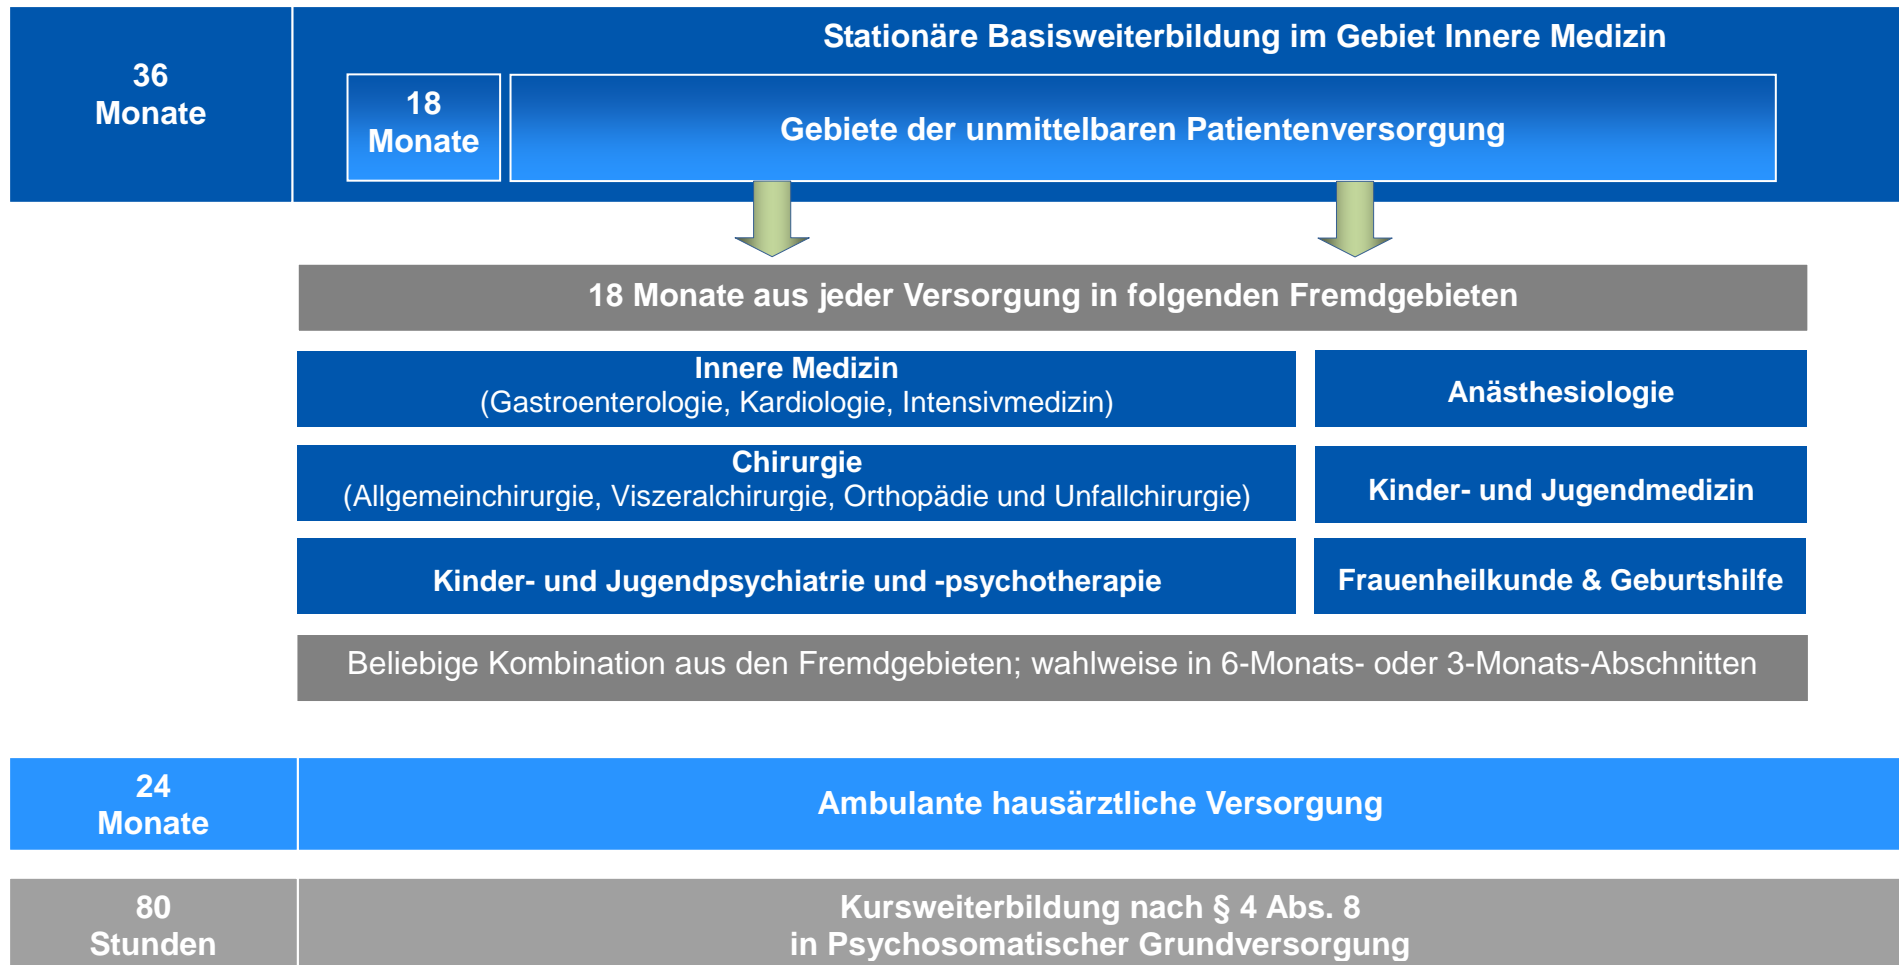 36
Monate
Stationäre Basisweiterbildung im Gebiet Innere Medizin
18
Monate
Gebiete der unmittelbaren Patientenversorgung
18 Monate aus jeder Versorgung in folgenden Fremdgebieten
Innere Medizin
(Gastroenterologie, Kardiologie, Intensivmedizin)
Anästhesiologie
Chirurgie
(Allgemeinchirurgie, Viszeralchirurgie, Orthopädie und Unfallchirurgie)
Kinder- und Jugendmedizin
Kinder- und Jugendpsychiatrie und -psychotherapie
Frauenheilkunde & Geburtshilfe
Beliebige Kombination aus den Fremdgebieten; wahlweise in 6-Monats- oder 3-Monats-Abschnitten
24
Monate
Ambulante hausärztliche Versorgung
80
Stunden
Kursweiterbildung nach § 4 Abs. 8
in Psychosomatischer Grundversorgung